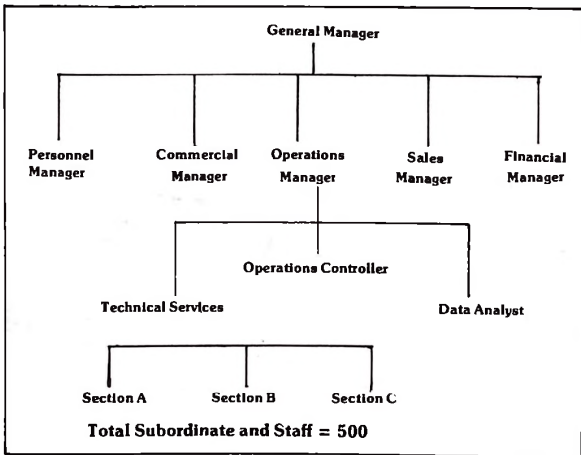 General Manager
Personnel Manager
Commercial Manager
Operations Manager
Sales Manager
Financial Manager
Operations Controller
Technical Services
Data Analyst
Section A Section B Section C
Total Subordinate and Staff = 500